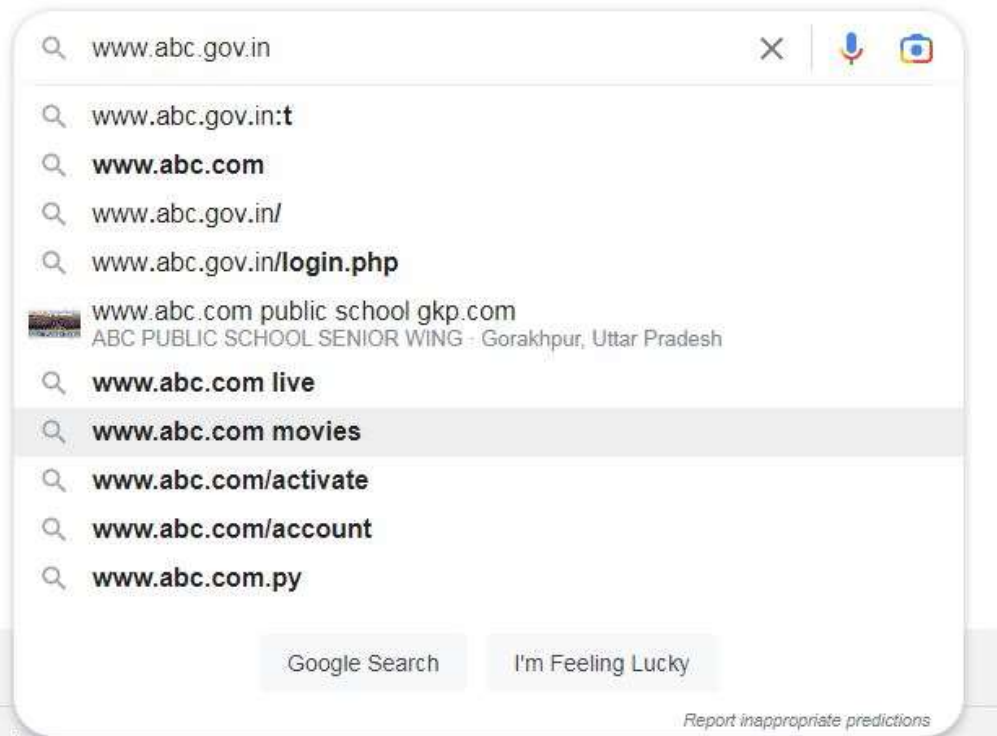 www.abc.gov.in
www.abc.gov.in:t
www.abc.com
www.abc.gov.in/
www.abc.gov.in/login.php
www.abc.com public school gkp.com
ABC PUBLIC SCHOOL SENIOR WING · Gorakhpur, Uttar Pradesh
www.abc.com live
www.abc.com movies
www.abc.com/activate
www.abc.com/account
www.abc.com.py
Google Search I'm Feeling Lucky
Report inappropriate predictions